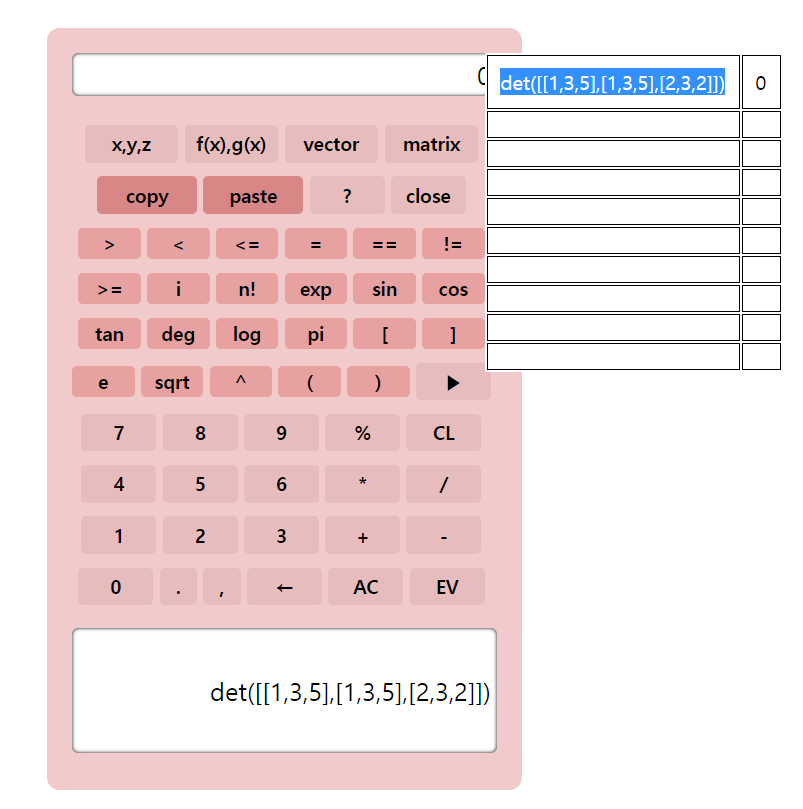 0
det([[1,3,5],[1,3,5],[2,3,2]]) 0
x,y,z f(x),g(x) vector matrix
copy paste ? close
> < <= = == !=
>= i n! exp sin cos
tan deg log pi [ ]
e sqrt ^ ( ) ▶
7 8 9 % CL
4 5 6 * /
1 2 3 + -
0 . , ← AC EV
det([[1,3,5],[1,3,5],[2,3,2]])